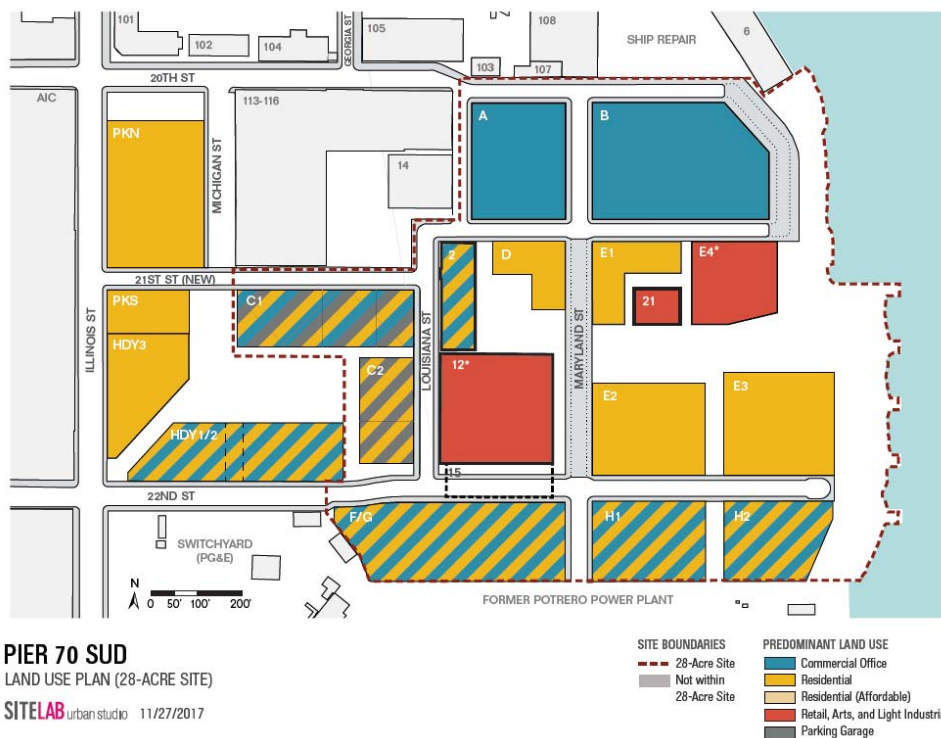 101
102
104
GEORGIA ST
105
108
103
107
SHIP REPAIR
6
20TH ST
AIC
PKN
MICHIGAN ST
113-116
14
A
B
21ST ST (NEW)
2
D
E1
E4*
21
PKS
C1
ILLINOIS ST
HDY3
LOUISIANA ST
MARYLAND ST
C2
12*
E2
E3
HDY1/2
15
22ND ST
F/G
H1
H2
SWITCHYARD
(PG&E)
N
0 50' 100' 200'
FORMER POTRERO POWER PLANT
PIER 70 SUD
LAND USE PLAN (28-ACRE SITE)
SITELAB urban studio 11/27/2017
SITE BOUNDARIES
28-Acre Site
Not within
28-Acre Site
PREDOMINANT LAND USE
Commercial Office
Residential
Residential (Affordable)
Retail, Arts, and Light Industria
Parking Garage